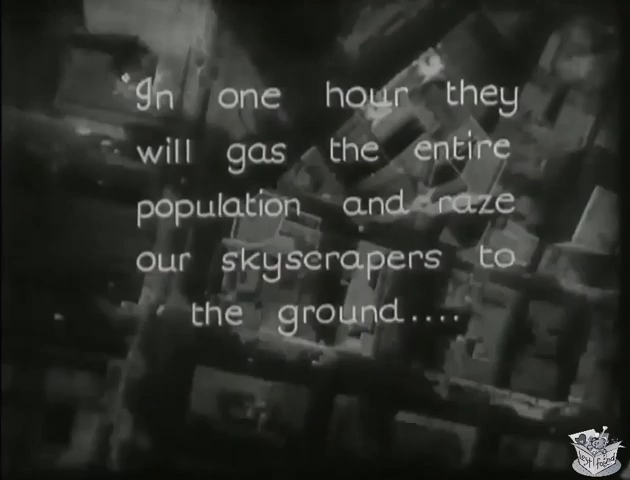 "In one hour they
will gas the entire
population and raze
our skyscrapers to
the ground....